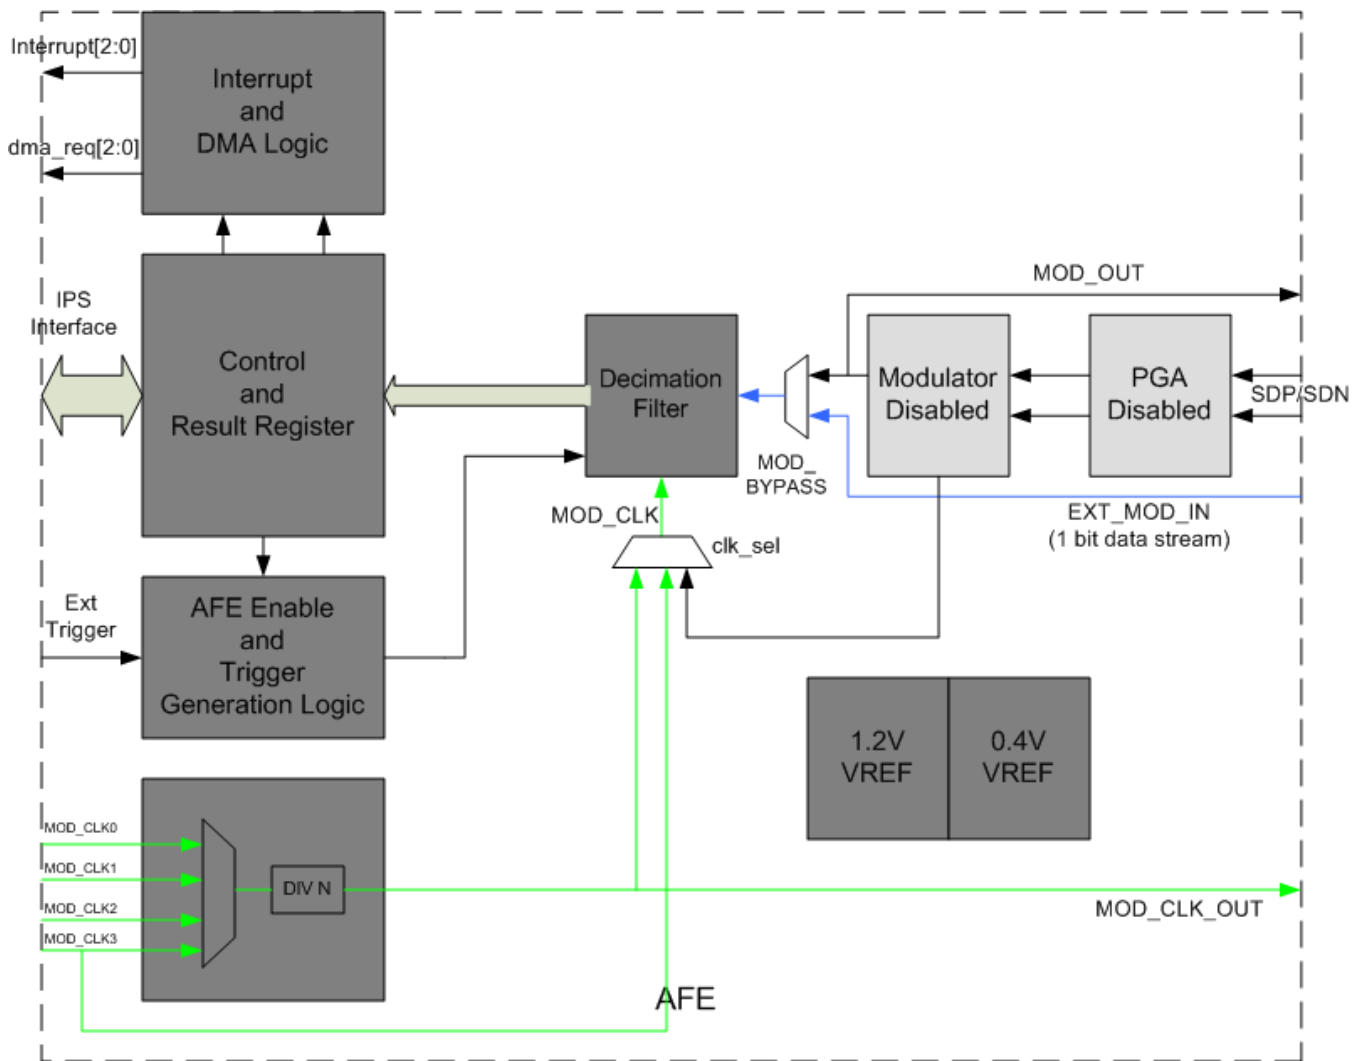 Interrupt[2:0]
dma_req[2:0]
Interrupt
and
DMA Logic
IPS
Interface
Control
and
Result Register
Decimation
Filter
MOD_OUT
Modulator
Disabled
PGA
Disabled
SDP/SDN
MOD_
BYPASS
EXT_MOD_IN
(1 bit data stream)
MOD_CLK
clk_sel
Ext
Trigger
AFE Enable
and
Trigger
Generation Logic
1.2V
VREF
0.4V
VREF
MOD_CLK0
MOD_CLK1
MOD_CLK2
MOD_CLK3
DIV N
MOD_CLK_OUT
AFE